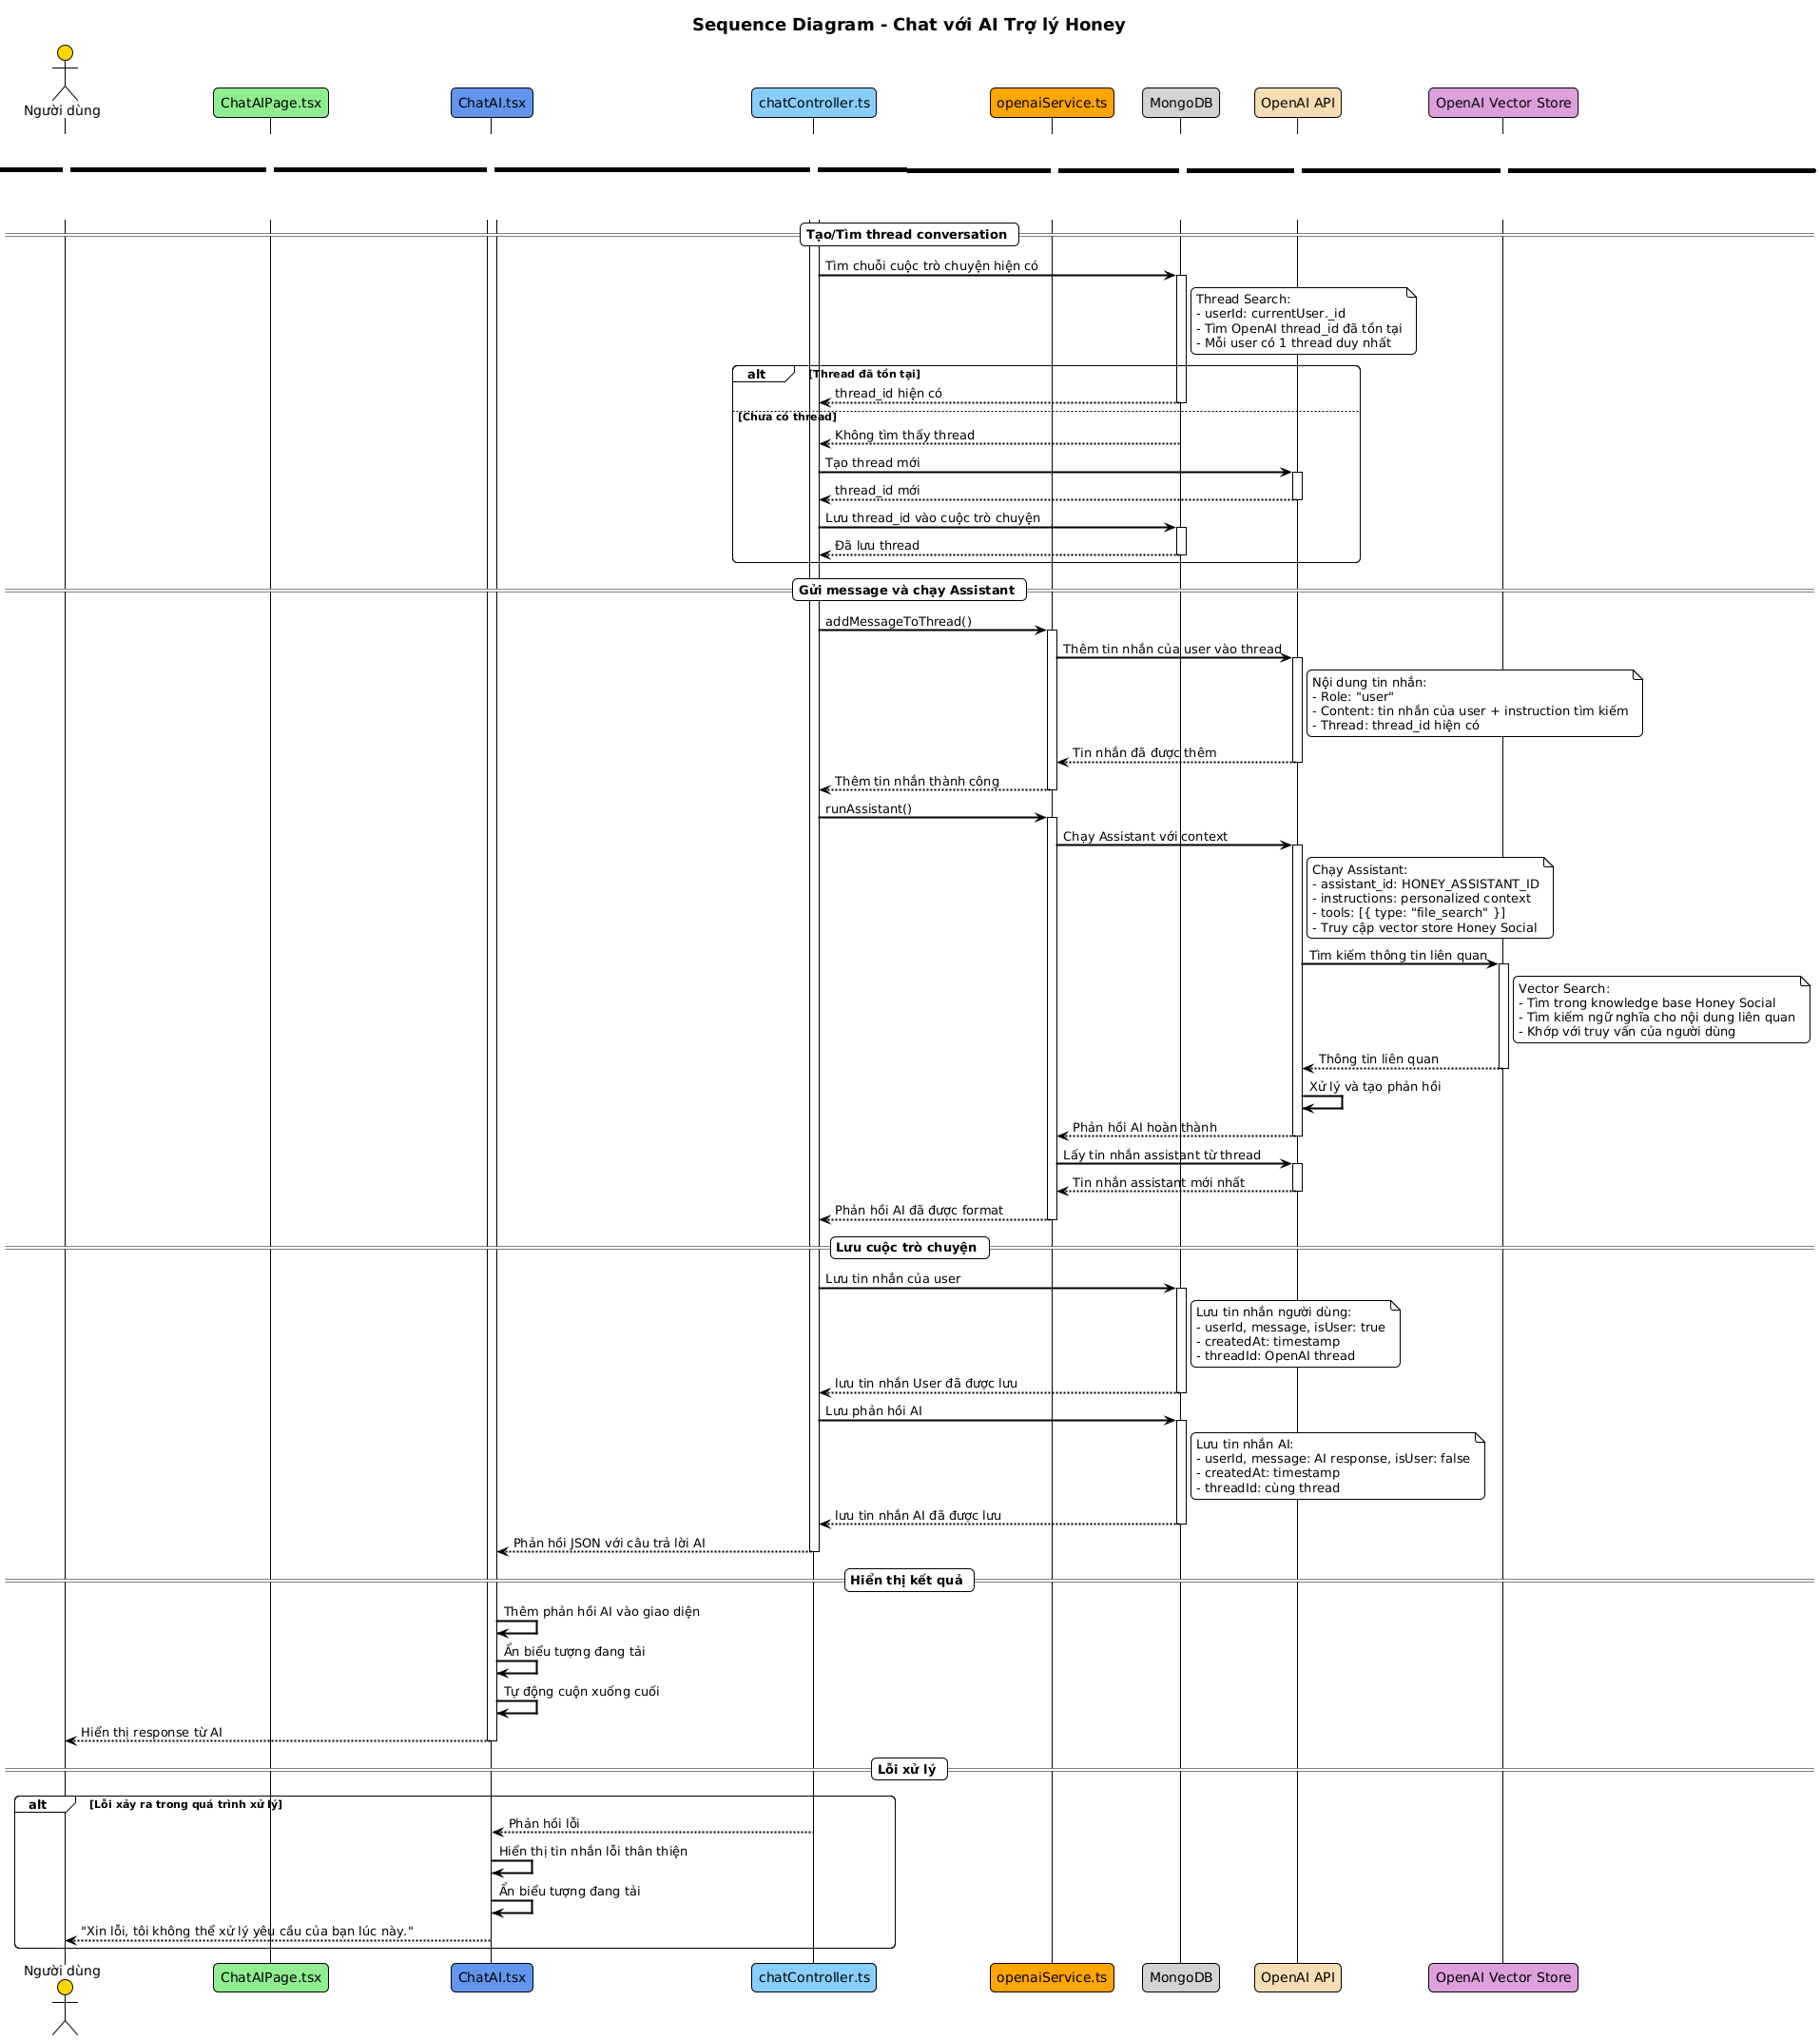 Sequence Diagram - Chat với AI Trợ lý Honey
Người dùng
ChatAIPage.tsx
ChatAI.tsx
chatController.ts
openaiService.ts
MongoDB
OpenAI API
OpenAI Vector Store
Tạo/Tìm thread conversation
Tìm chuỗi cuộc trò chuyện hiện có
Thread Search:
- userId: currentUser._id
- Tìm OpenAI thread_id đã tồn tại
- Mỗi user có 1 thread duy nhất
alt
[Thread đã tồn tại]
thread_id hiện có
[Chưa có thread]
Không tìm thấy thread
Tạo thread mới
thread_id mới
Lưu thread_id vào cuộc trò chuyện
Đã lưu thread
Gửi message và chạy Assistant
addMessageToThread()
Thêm tin nhắn của user vào thread
Nội dung tin nhắn:
- Role: "user"
- Content: tin nhắn của user + instruction tìm kiếm
- Thread: thread_id hiện có
Tin nhắn đã được thêm
Thêm tin nhắn thành công
runAssistant()
Chạy Assistant với context
Chạy Assistant:
- assistant_id: HONEY_ASSISTANT_ID
- instructions: personalized context
- tools: [{ type: "file_search" }]
- Truy cập vector store Honey Social
Tìm kiếm thông tin liên quan
Vector Search:
- Tìm trong knowledge base Honey Social
- Tìm kiếm ngữ nghĩa cho nội dung liên quan
- Khớp với truy vấn của người dùng
Thông tin liên quan
Xử lý và tạo phản hồi
Phản hồi AI hoàn thành
Lấy tin nhắn assistant từ thread
Tin nhắn assistant mới nhất
Phản hồi AI đã được format
Lưu cuộc trò chuyện
Lưu tin nhắn của user
Lưu tin nhắn người dùng:
- userId, message, isUser: true
- createdAt: timestamp
- threadId: OpenAI thread
lưu tin nhắn User đã được lưu
Lưu phản hồi AI
Lưu tin nhắn AI:
- userId, message: AI response, isUser: false
- createdAt: timestamp
- threadId: cùng thread
lưu tin nhắn AI đã được lưu
Phản hồi JSON với câu trả lời AI
Hiển thị kết quả
Thêm phản hồi AI vào giao diện
Ẩn biểu tượng đang tải
Tự động cuộn xuống cuối
Hiển thị response từ AI
Lỗi xử lý
alt
[Lỗi xảy ra trong quá trình xử lý]
Phản hồi lỗi
Hiển thị tin nhắn lỗi thân thiện
Ẩn biểu tượng đang tải
"Xin lỗi, tôi không thể xử lý yêu cầu của bạn lúc này."
Người dùng
ChatAIPage.tsx
ChatAI.tsx
chatController.ts
openaiService.ts
MongoDB
OpenAI API
OpenAI Vector Store